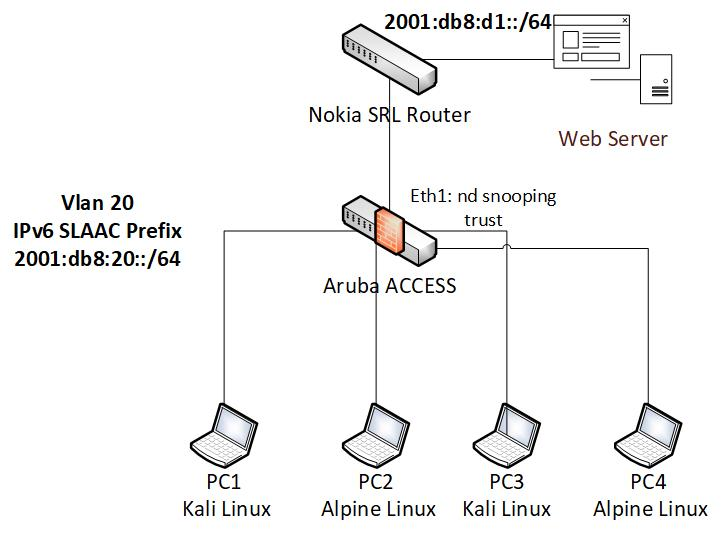 2001:db8:d1::/64
Nokia SRL Router
Web Server
Vlan 20
IPv6 SLAAC Prefix
2001:db8:20::/64
Eth1: nd snooping
trust
Aruba ACCESS
PC1
Kali Linux
PC2
Alpine Linux
PC3
Kali Linux
PC4
Alpine Linux